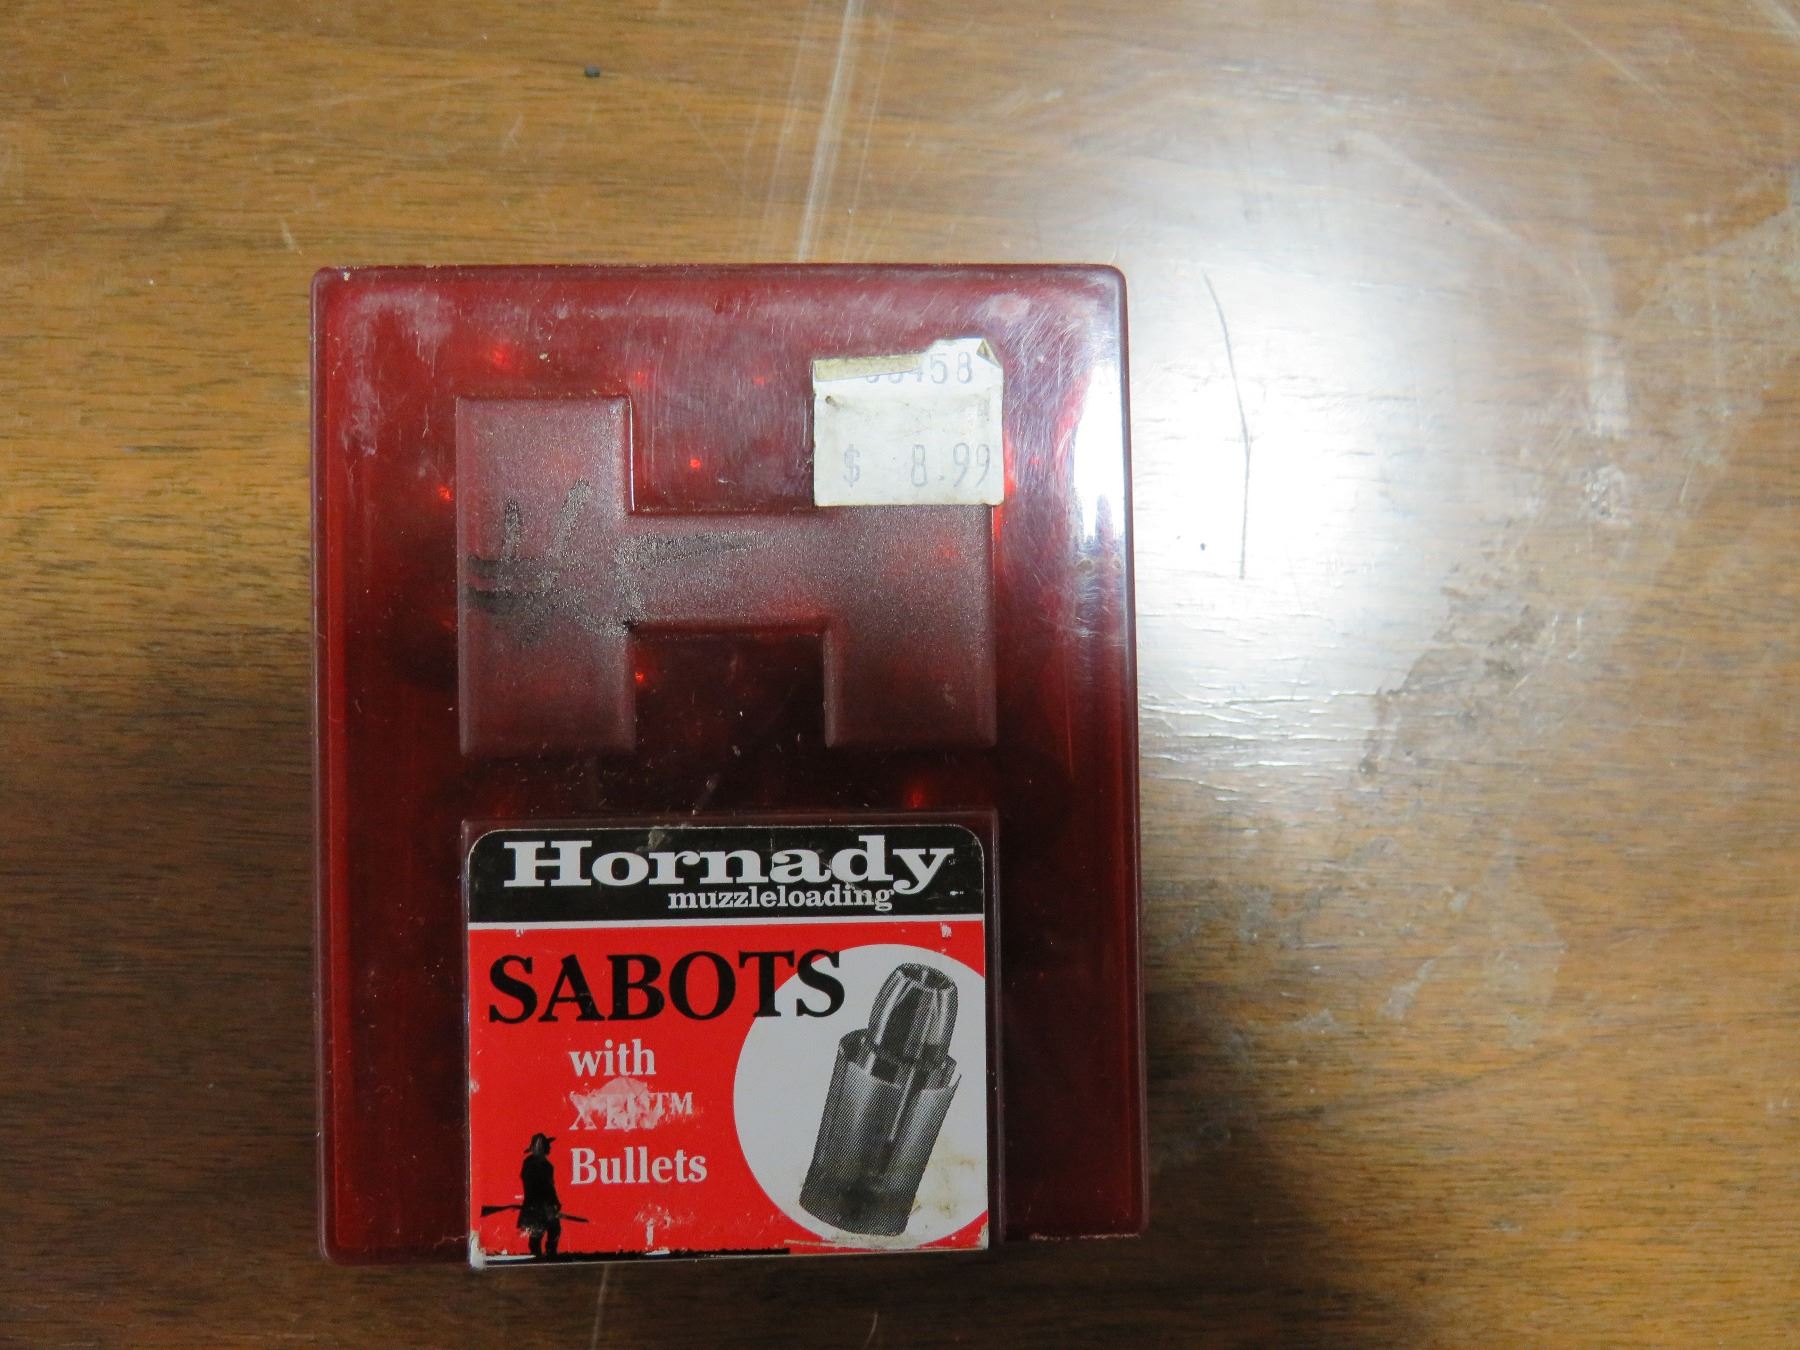 $ 8.99
Hornady
muzzleloading
SABOTS
with
Bullets